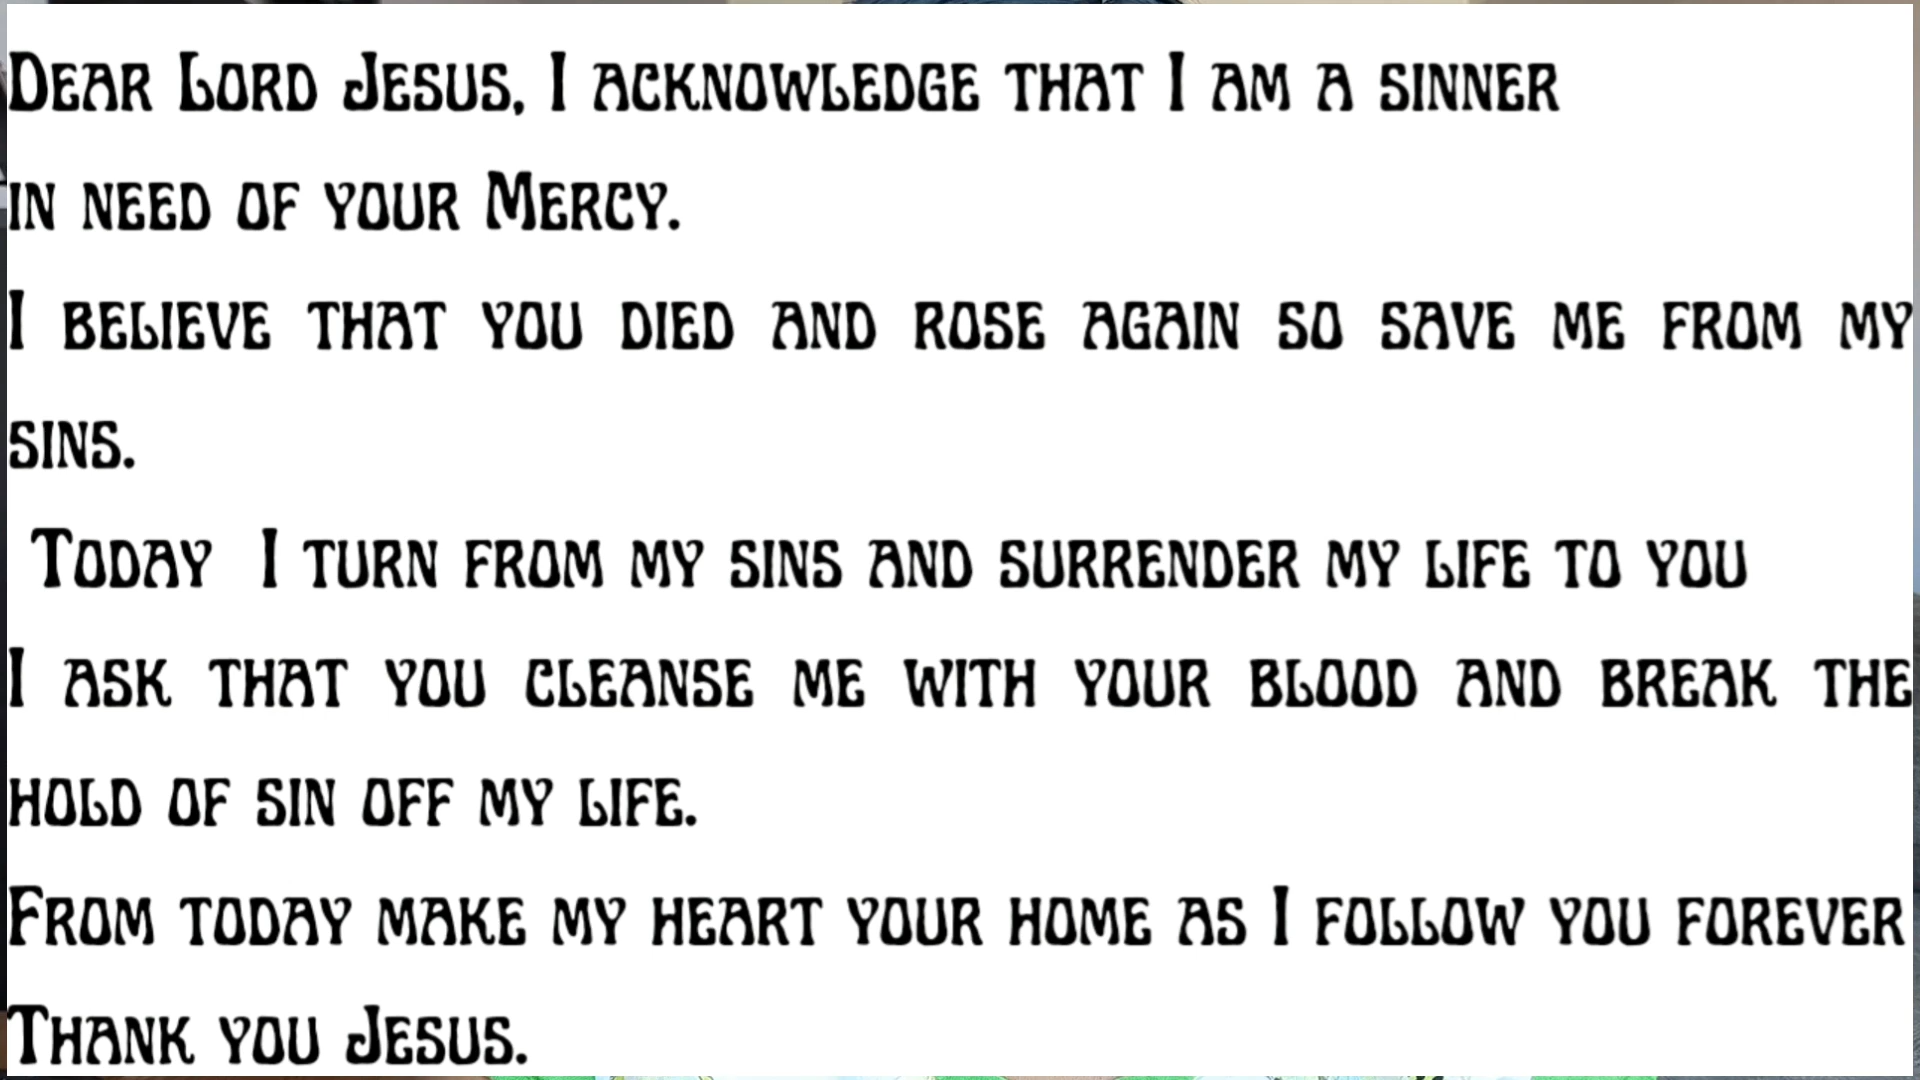 Dear Lord Jesus, I acknowledge that I am a sinner
in need of your Mercy.
I believe that you died and rose again so save me from my
sins.
Today I turn from my sins and surrender my life to you
I ask that you cleanse me with your blood and break the
hold of sin off my life.
From today make my heart your home as I follow you forever
Thank you Jesus.